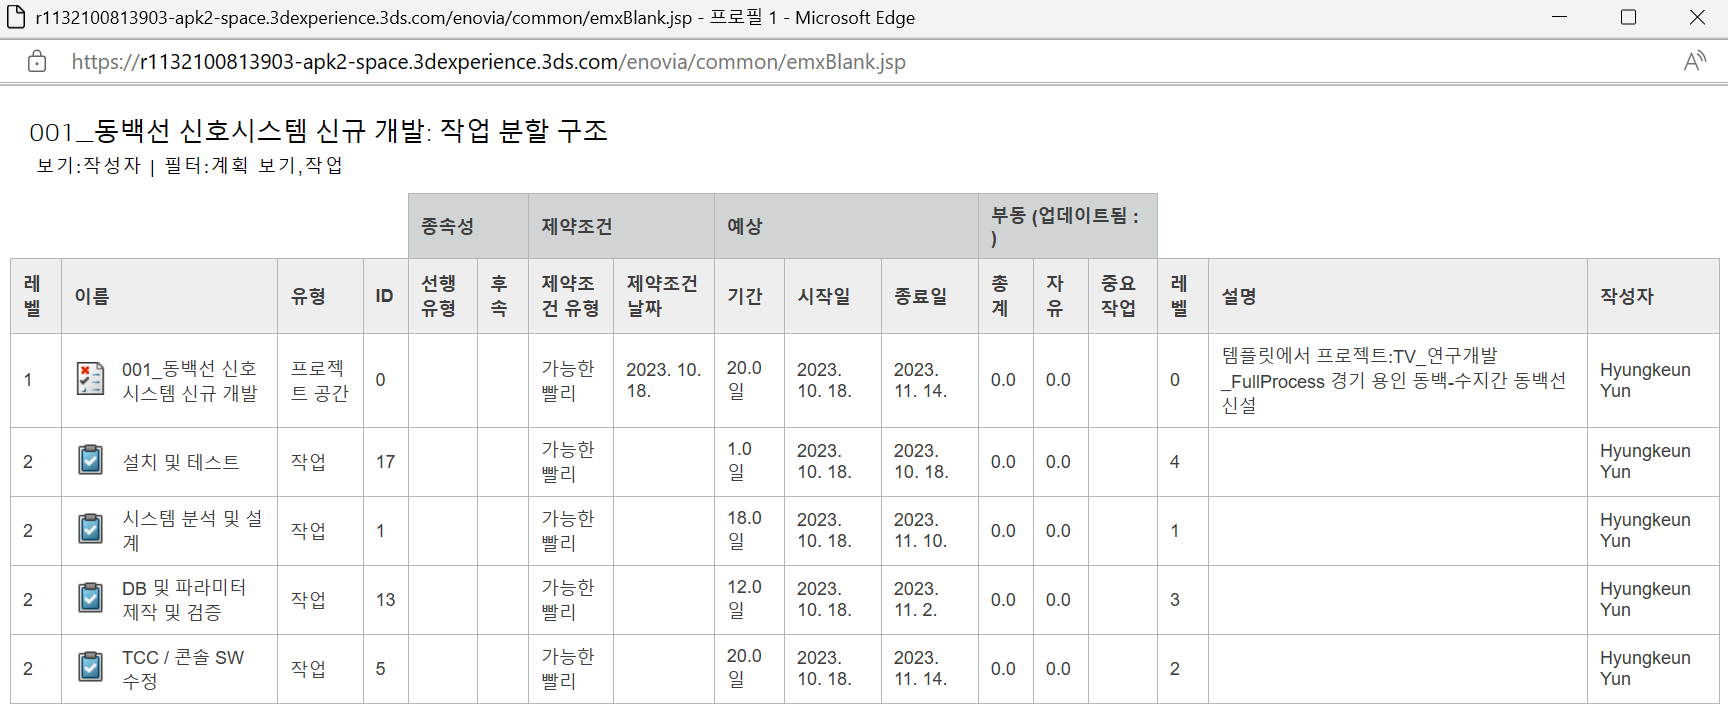 r1132100813903-apk2-space.3dexperience.3ds.com/enovia/common/emxBlank.jsp - 프로필 1 - Microsoft Edge
https://r1132100813903-apk2-space.3dexperience.3ds.com/enovia/common/emxBlank.jsp
001_동백선 신호시스템 신규 개발: 작업 분할 구조
보기:작성자 | 필터:계획 보기,작업
종속성 제약조건 예상 부동 (업데이트됨 :
)
레벨 이름 유형 ID 선행 유형 후속 제약조건 유형 제약조건 날짜 기간 시작일 종료일 총계 자유 중요 작업 레벨 설명 작성자
1 001_동백선 신호시스템 신규 개발 프로젝트 공간 0 가능한 빨리 2023. 10. 18. 20.0 일 2023. 10. 18. 2023. 11. 14. 0.0 0.0 0 템플릿에서 프로젝트:TV_연구개발_FullProcess 경기 용인 동백-수지간 동백선 신설 Hyungkeun Yun
2 설치 및 테스트 작업 17 가능한 빨리 1.0 일 2023. 10. 18. 2023. 10. 18. 0.0 0.0 4 Hyungkeun Yun
2 시스템 분석 및 설계 작업 1 가능한 빨리 18.0 일 2023. 10. 18. 2023. 11. 10. 0.0 0.0 1 Hyungkeun Yun
2 DB 및 파라미터 제작 및 검증 작업 13 가능한 빨리 12.0 일 2023. 10. 18. 2023. 11. 2. 0.0 0.0 3 Hyungkeun Yun
2 TCC / 콘솔 SW 수정 작업 5 가능한 빨리 20.0 일 2023. 10. 18. 2023. 11. 14. 0.0 0.0 2 Hyungkeun Yun